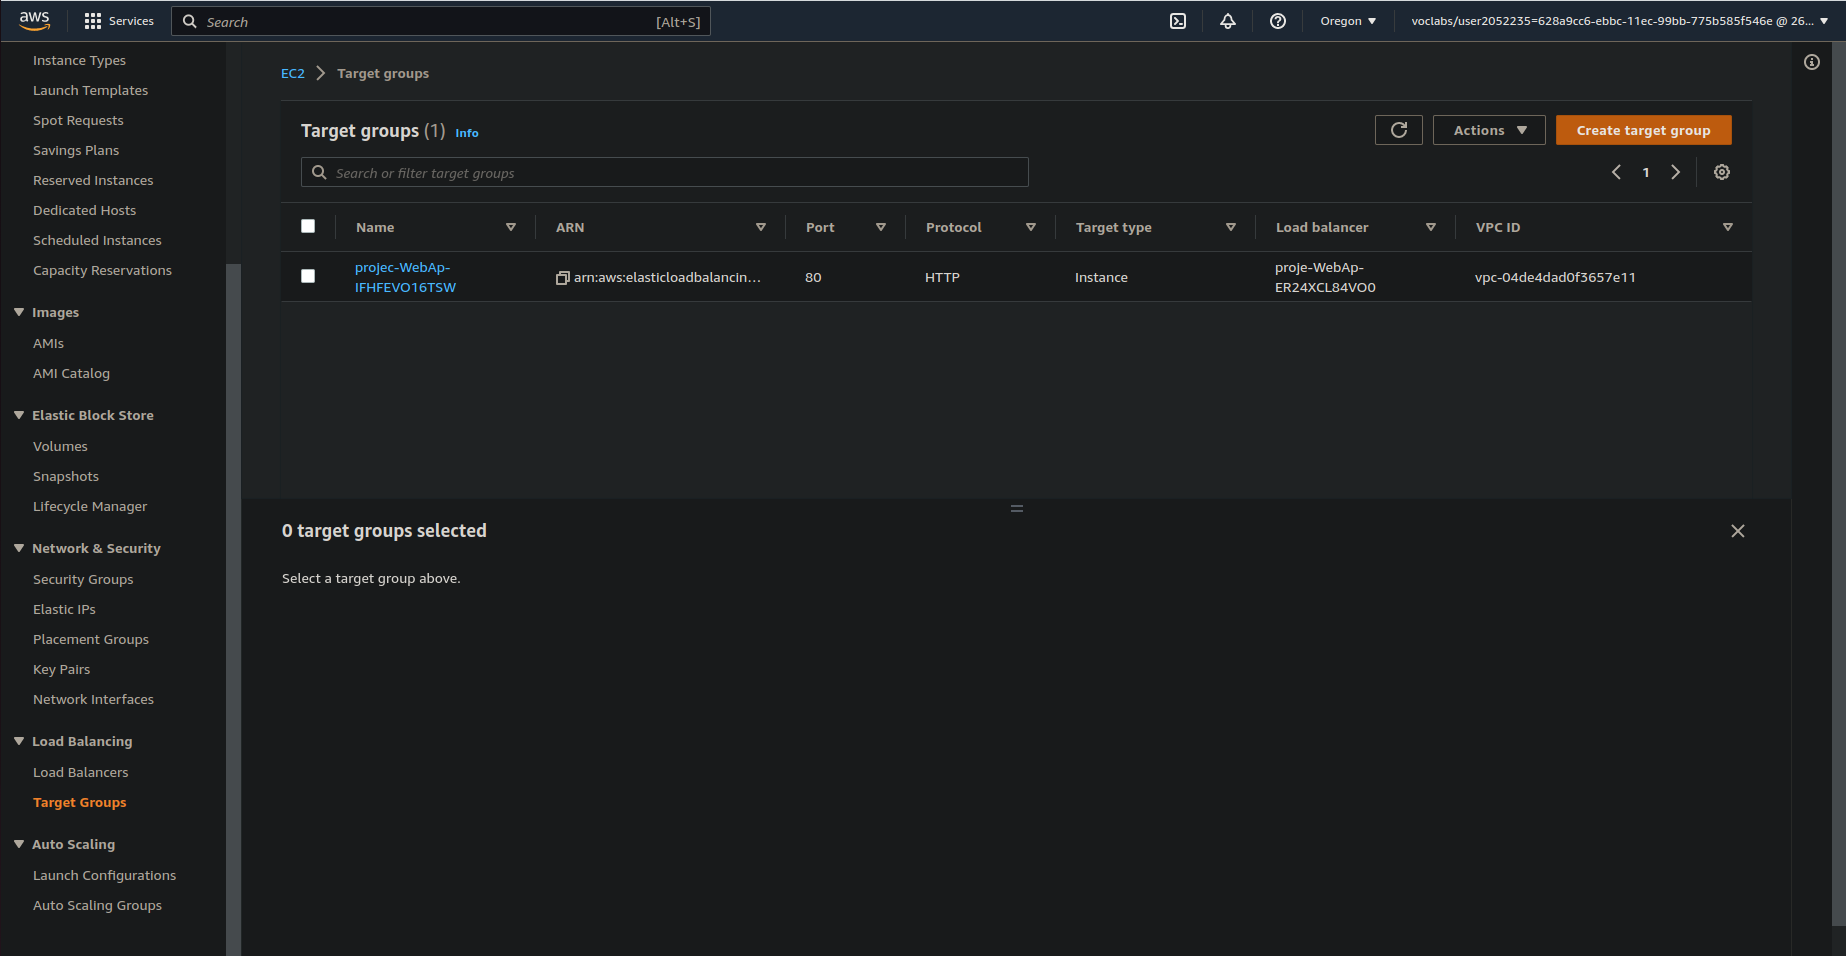 aws
Services
Search
[Alt+S]
Oregon
voclabs/user2052235=628a9cc6-ebbc-11ec-99bb-775b585f546e @ 26...
Instance Types
Launch Templates
Spot Requests
Savings Plans
Reserved Instances
Dedicated Hosts
Scheduled Instances
Capacity Reservations
Images
AMIs
AMI Catalog
Elastic Block Store
Volumes
Snapshots
Lifecycle Manager
Network & Security
Security Groups
Elastic IPs
Placement Groups
Key Pairs
Network Interfaces
Load Balancing
Load Balancers
Target Groups
Auto Scaling
Launch Configurations
Auto Scaling Groups
EC2 > Target groups
Target groups (1) Info
Actions
Create target group
Search or filter target groups
1
Name ARN Port Protocol Target type Load balancer VPC ID
projec-WebAp-
IFHFEVO16TSW
arn:aws:elasticloadbalancin...
80
HTTP
Instance
proje-WebAp-
ER24XCL84VO0
vpc-04de4dad0f3657e11
0 target groups selected
Select a target group above.